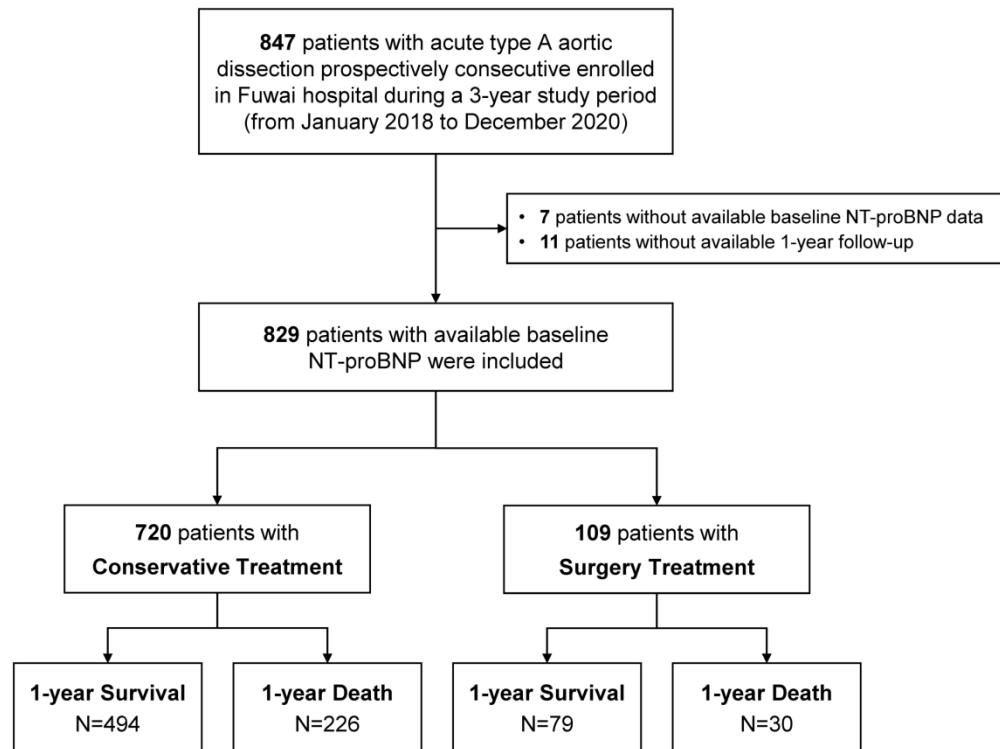 847 patients with acute type A aortic
dissection prospectively consecutive enrolled
in Fuwai hospital during a 3-year study period
(from January 2018 to December 2020)
• 7 patients without available baseline NT-proBNP data
• 11 patients without available 1-year follow-up
829 patients with available baseline
NT-proBNP were included
720 patients with
Conservative Treatment
109 patients with
Surgery Treatment
1-year Survival
N=494
1-year Death
N=226
1-year Survival
N=79
1-year Death
N=30